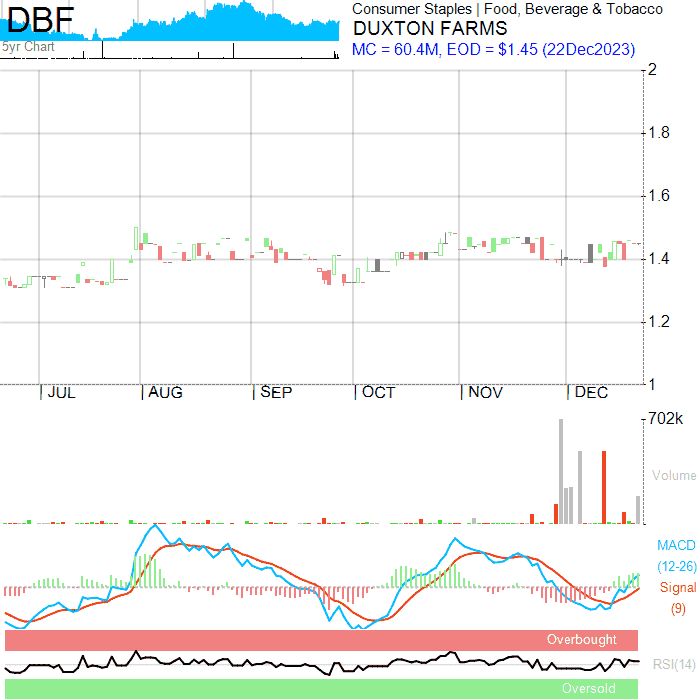 DBF
5yr Chart
Consumer Staples | Food, Beverage & Tobacco
DUXTON FARMS
MC = 60.4M, EOD = $1.45 (22Dec2023)
2
1.8
1.6
1.4
1.2
1
JUL AUG SEP OCT NOV DEC
702k
Volume
MACD
(12-26)
Signal
(9)
Overbought
RSI(14)
Oversold